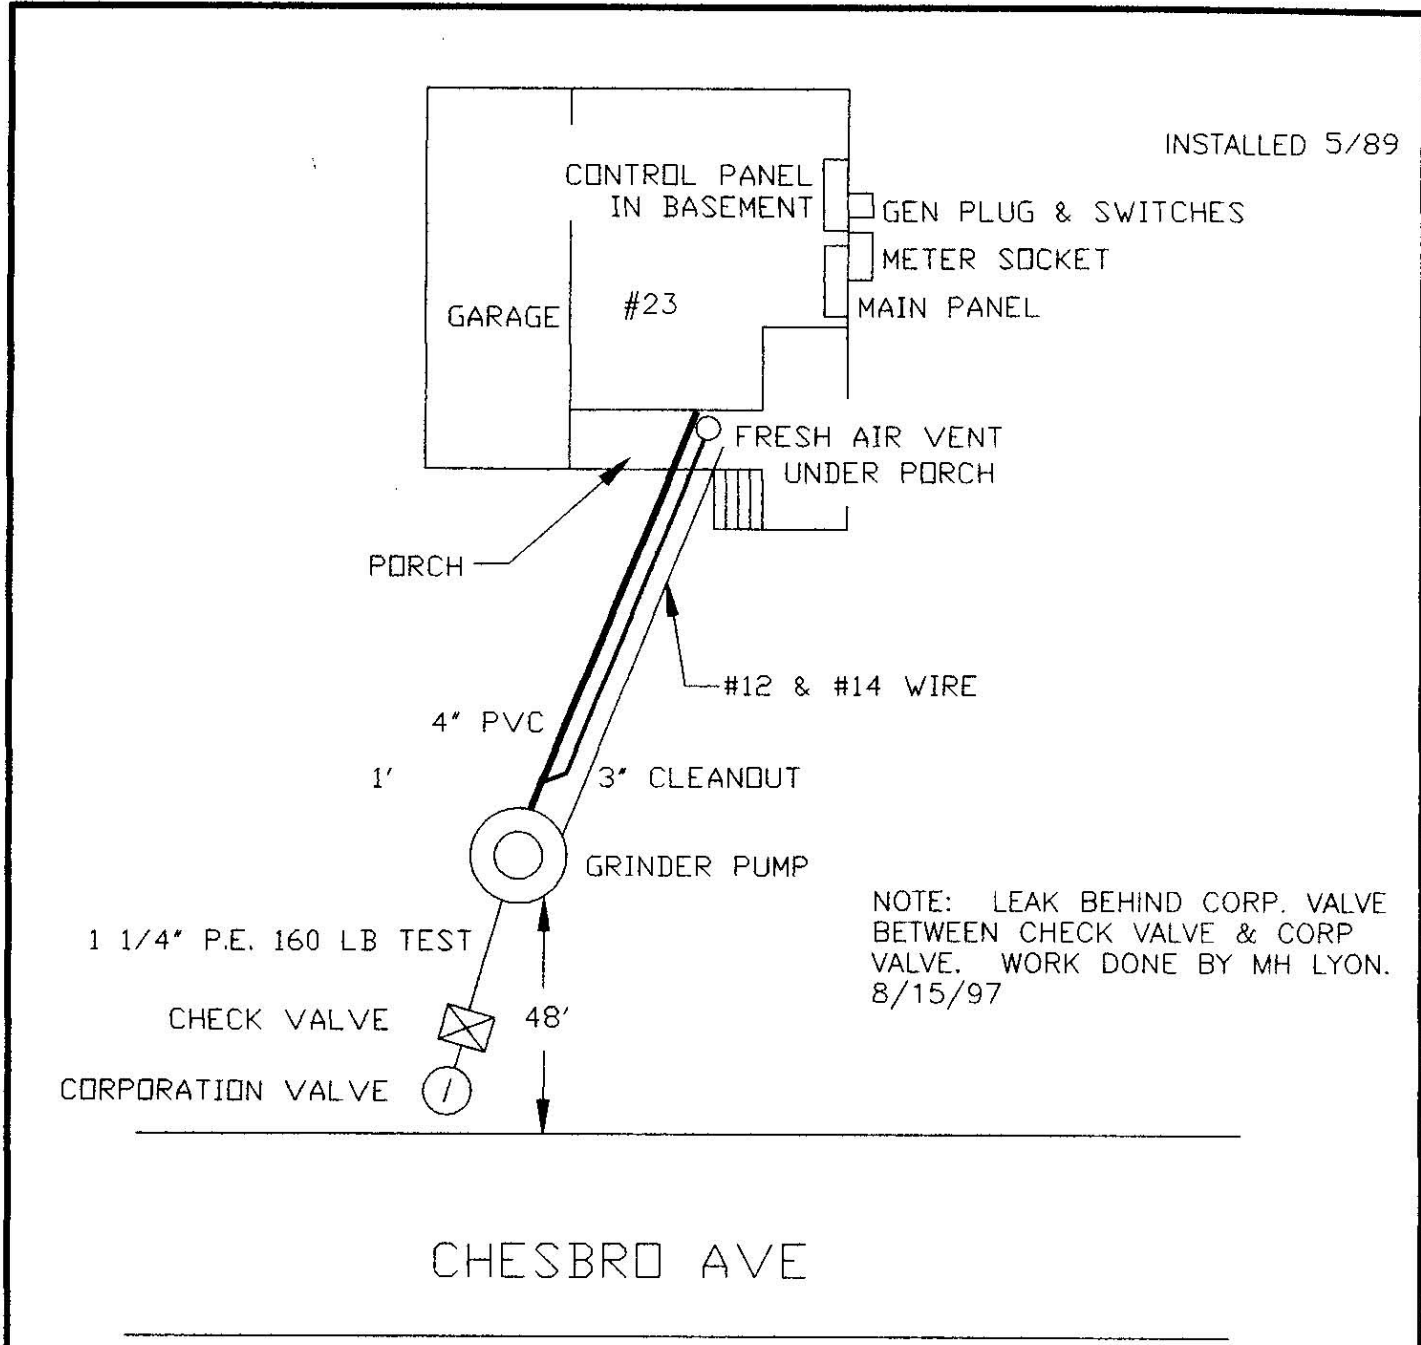 INSTALLED 5/89
CONTROL PANEL
IN BASEMENT
GEN PLUG & SWITCHES
METER SOCKET
MAIN PANEL
GARAGE
#23
FRESH AIR VENT
UNDER PORCH
PORCH
#12 & #14 WIRE
4" PVC
1'
3" CLEANOUT
GRINDER PUMP
NOTE: LEAK BEHIND CORP. VALVE
BETWEEN CHECK VALVE & CORP
VALVE. WORK DONE BY MH LYON.
8/15/97
1 1/4" P.E. 160 LB TEST
CHECK VALVE
48'
CORPORATION VALVE
CHESBRO AVE